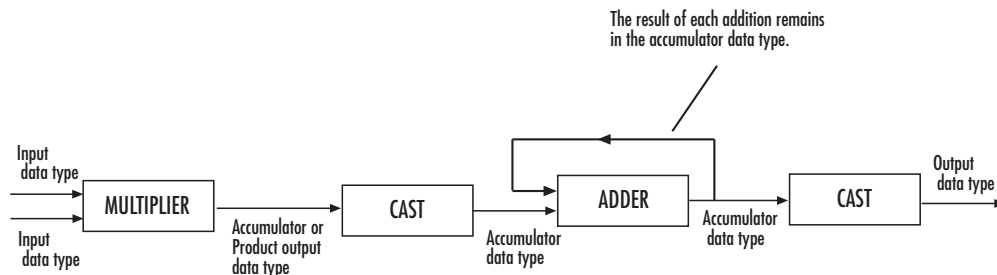 The result of each addition remains
in the accumulator data type.
Input
data type
MULTIPLIER
Input
data type
Accumulator or
Product output
data type
CAST
Accumulator
data type
ADDER
Accumulator
data type
CAST
Output
data type